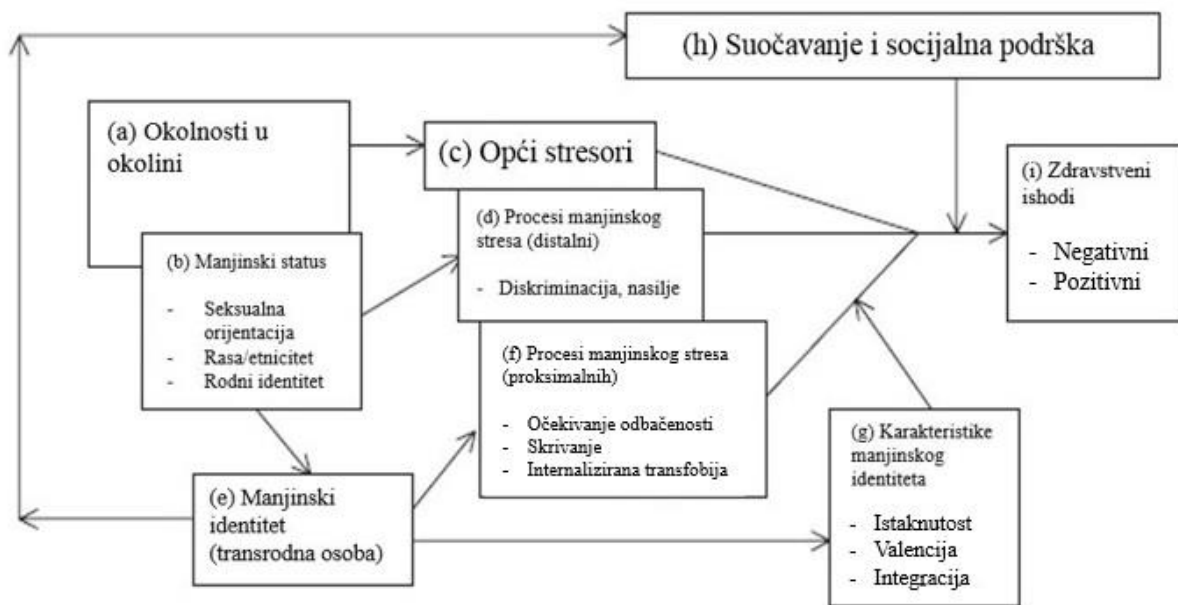 (h) Suočavanje i socijalna podrška
(a) Okolnosti u
okolini
(c) Opći stresori
(i) Zdravstveni
ishodi
- Negativni
- Pozitivni
(d) Procesi manjinskog
stresa (distalni)
- Diskriminacija, nasilje
(b) Manjinski status
- Seksualna
orijentacija
- Rasa/etnicitet
- Rodni identitet
(f) Procesi manjinskog stresa
(proksimalnih)
- Očekivanje odbačenosti
- Skrivanje
- Internalizirana transfobija
(g) Karakteristike
manjinskog
identiteta
- Istaknutost
- Valencija
- Integracija
(e) Manjinski
identitet
(transrodna osoba)